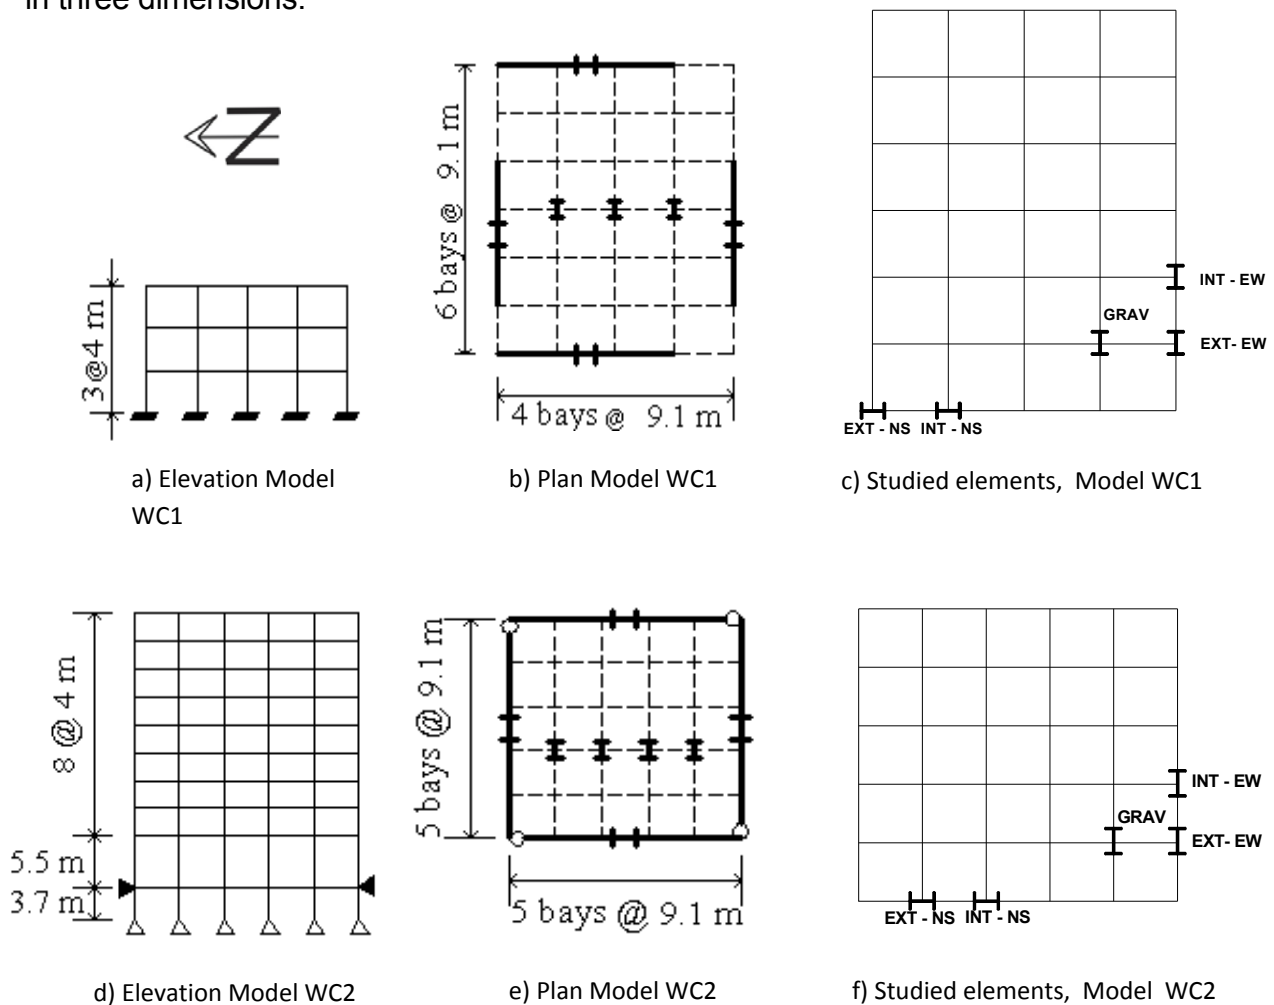 in three dimensions.
N
3@4 m
6 bays @ 9.1 m
4 bays @ 9.1 m
INT - EW
GRAV
EXT- EW
EXT - NS INT - NS
a) Elevation Model
WC1
b) Plan Model WC1
c) Studied elements, Model WC1
8 @ 4 m
5.5 m
3.7 m
5 bays @ 9.1 m
5 bays @ 9.1 m
INT - EW
GRAV
EXT- EW
EXT - NS INT - NS
d) Elevation Model WC2
e) Plan Model WC2
f) Studied elements, Model WC2